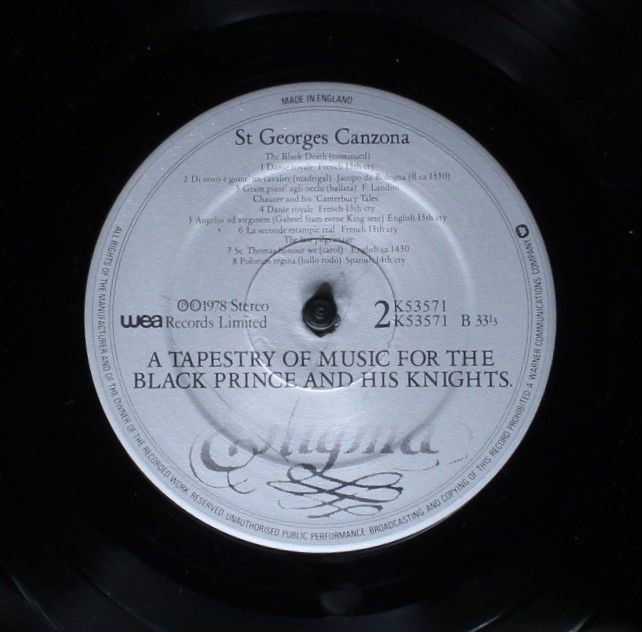 MADE IN ENGLAND
St Georges Canzona
The Black Death (continued)
1 Danse royale French 13th cty
2 Di novo è giunt' un cavalier (madrigal) Jacopo da Bologna (fl ca 1350)
3 Gram piant' agli occhi (ballata) F. Landini
Chaucer and his 'Canterbury Tales'
4 Danse royale French 13th cty
5 Angelus ad virginem (Gabriel fram evene King sent) English 13th cty
6 La seconde estampie real French 13th cty
The last pilgrimage
7 St. Thomas honour we (carol) English ca 1430
8 Polorum regina (ballo rodó) Spanish 14th cty
℗©1978 Stereo
wea Records Limited
2 K53571
K53571 B 33⅓
A TAPESTRY OF MUSIC FOR THE
BLACK PRINCE AND HIS KNIGHTS.
Enigma
ALL RIGHTS OF THE MANUFACTURER AND OF THE OWNER OF THE RECORDED WORK RESERVED UNAUTHORISED PUBLIC PERFORMANCE BROADCASTING AND COPYING OF THIS RECORD PROHIBITED A WARNER COMMUNICATIONS COMPANY